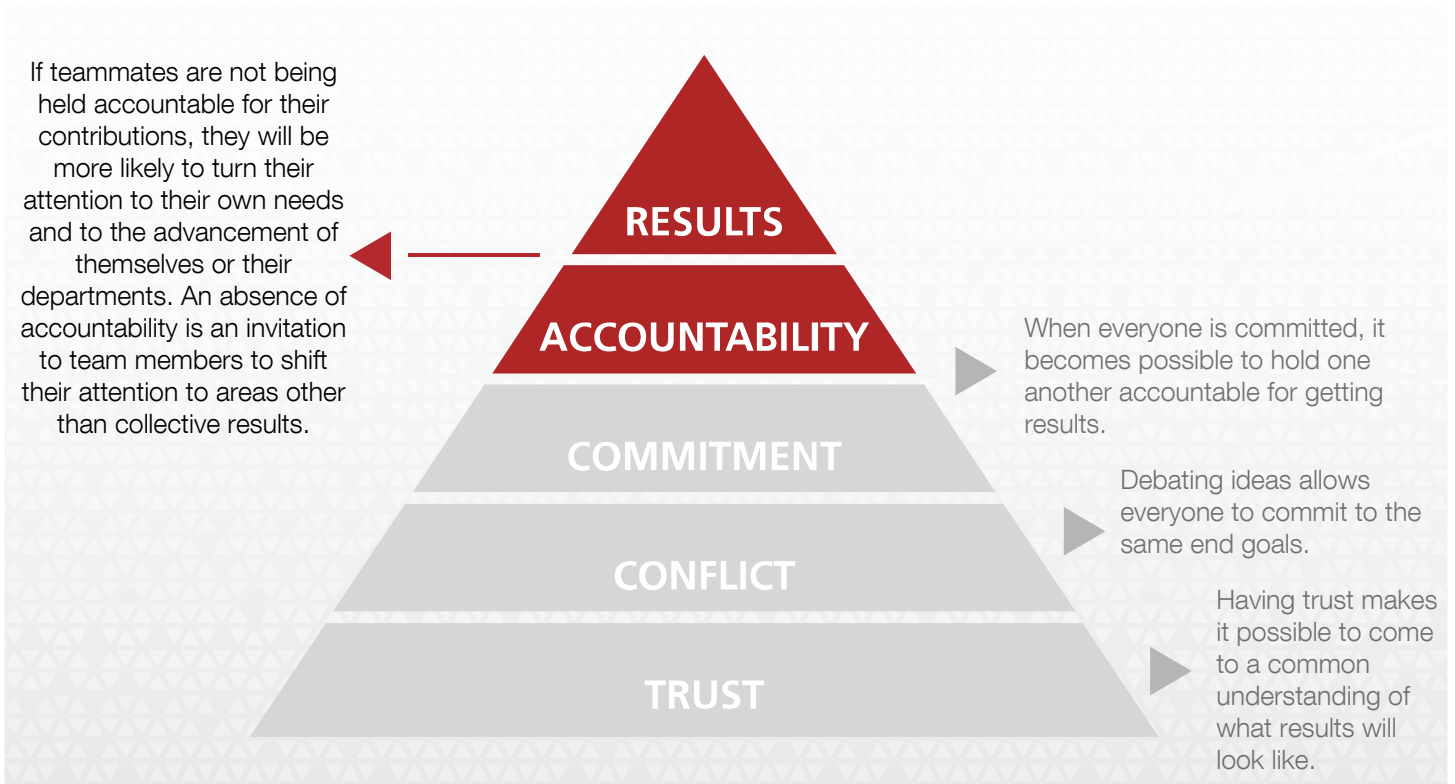 If teammates are not being
held accountable for their
contributions, they will be
more likely to turn their
attention to their own needs
and to the advancement of
themselves or their
departments. An absence of
accountability is an invitation
to team members to shift
their attention to areas other
than collective results.
RESULTS
ACCOUNTABILITY
COMMITMENT
CONFLICT
TRUST
When everyone is committed, it
becomes possible to hold one
another accountable for getting
results.
Debating ideas allows
everyone to commit to the
same end goals.
Having trust makes
it possible to come
to a common
understanding of
what results will
look like.